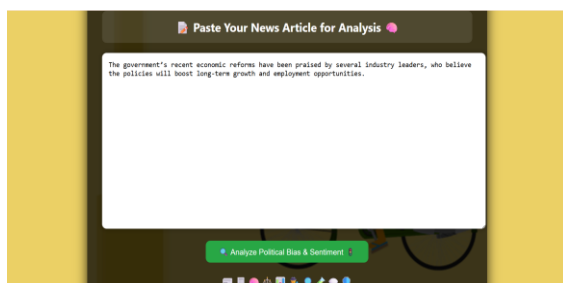 Paste Your News Article for Analysis
The government's recent economic reforms have been praised by several industry leaders, who believe
the policies will boost long-term growth and employment opportunities.
Analyze Political Bias & Sentiment